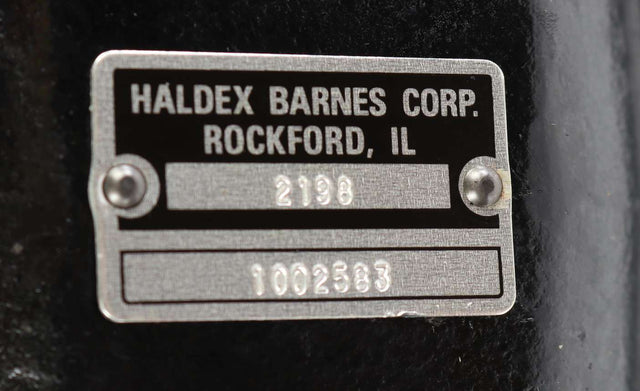 HALDEX BARNES CORP.
ROCKFORD, IL
2198
1002583